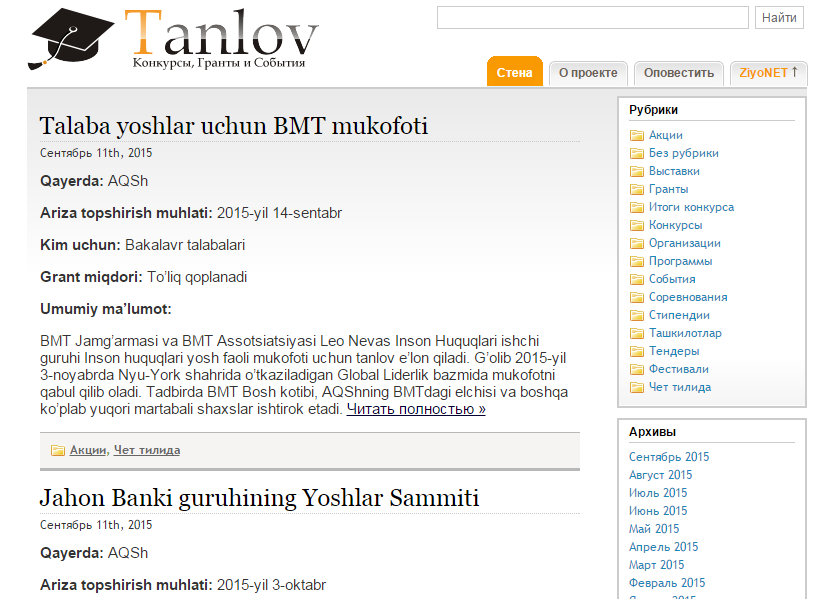 Tanlov
Конкурсы, Гранты и События
Найти
Стена
О проекте
Оповестить
ZiyoNET ↑
Talaba yoshlar uchun BMT mukofoti
Сентябрь 11th, 2015
Qayerda: AQSh
Ariza topshirish muhlati: 2015-yil 14-sentabr
Kim uchun: Bakalavr talabalari
Grant miqdori: To’liq qoplanadi
Umumiy ma’lumot:
BMT Jamg’armasi va BMT Assotsiatsiyasi Leo Nevas Inson Huquqlari ishchi
guruhi Inson huquqlari yosh faoli mukofoti uchun tanlov e’lon qiladi. G’olib 2015-yil
3-noyabrda Nyu-York shahrida o’tkaziladigan Global Liderlik bazmida mukofotni
qabul qilib oladi. Tadbirda BMT Bosh kotibi, AQShning BMTdagi elchisi va boshqa
ko’plab yuqori martabali shaxslar ishtirok etadi. Читать полностью »
Акции, Чет тилида
Jahon Banki guruhining Yoshlar Sammiti
Сентябрь 11th, 2015
Qayerda: AQSh
Ariza topshirish muhlati: 2015-yil 3-oktabr
Рубрики
Акции
Без рубрики
Выставки
Гранты
Итоги конкурса
Конкурсы
Организации
Программы
События
Соревнования
Стипендии
Ташкилотлар
Тендеры
Фестивали
Чет тилида
Архивы
Сентябрь 2015
Август 2015
Июль 2015
Июнь 2015
Май 2015
Апрель 2015
Март 2015
Февраль 2015